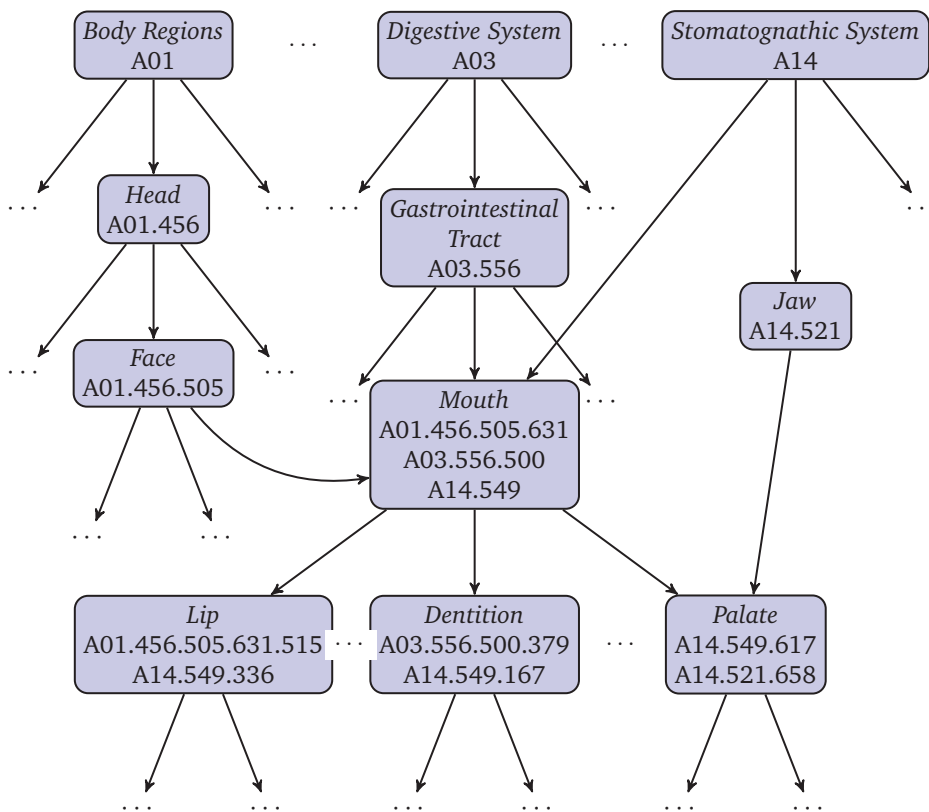 Body Regions
A01
...
Digestive System
A03
...
Stomatognathic System
A14
...
Head
A01.456
...
...
Gastrointestinal
Tract
A03.556
...
..
Jaw
A14.521
...
Face
A01.456.505
...
...
Mouth
A01.456.505.631
A03.556.500
A14.549
...
...
...
Lip
A01.456.505.631.515
A14.549.336
...
Dentition
A03.556.500.379
A14.549.167
...
Palate
A14.549.617
A14.521.658
...
...
...
...
...
...